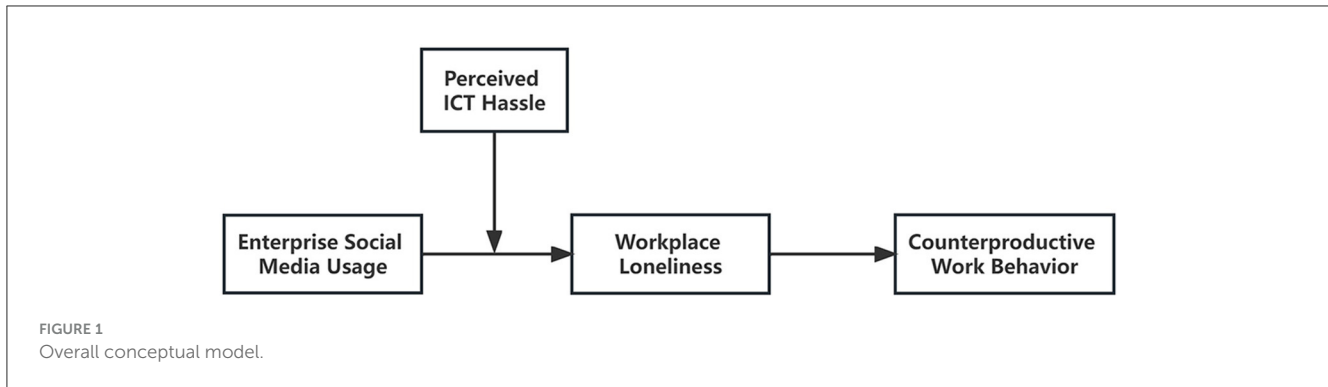 Perceived
ICT Hassle
Enterprise Social
Media Usage
Workplace
Loneliness
Counterproductive
Work Behavior
FIGURE 1
Overall conceptual model.